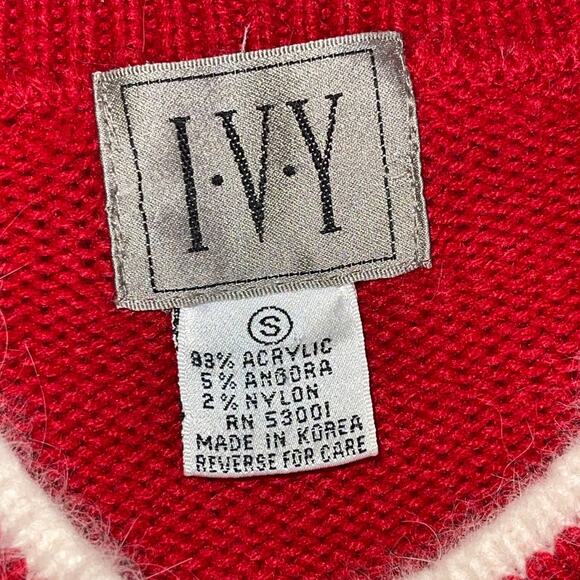 I·V·Y
S
93% ACRYLIC
5% ANGORA
2% NYLON
RN 53001
MADE IN KOREA
REVERSE FOR CARE